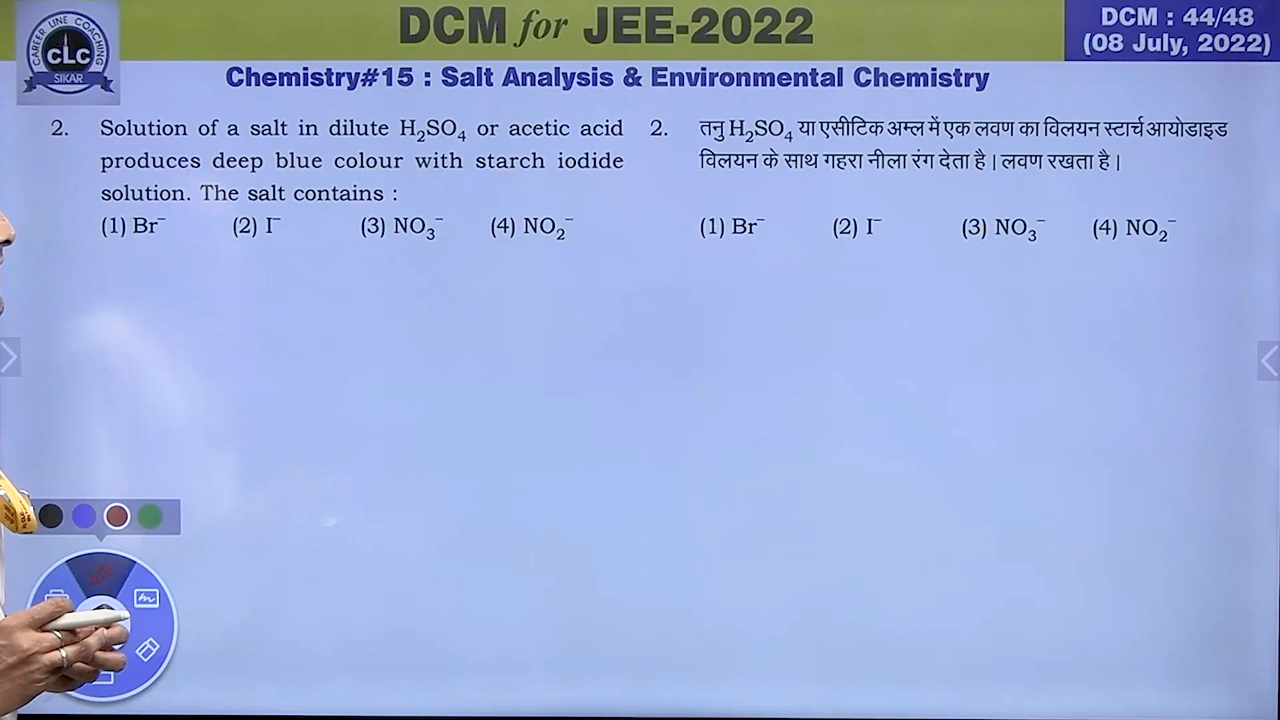 DCM for JEE-2022
DCM : 44/48
(08 July, 2022)
CAREER LINE COACHING
CLC
SIKAR
Chemistry#15 : Salt Analysis & Environmental Chemistry
2. Solution of a salt in dilute H₂SO₄ or acetic acid
produces deep blue colour with starch iodide
solution. The salt contains :
(1) Br⁻ (2) I⁻ (3) NO₃⁻ (4) NO₂⁻
2. तनु H₂SO₄ या एसीटिक अम्ल में एक लवण का विलयन स्टार्च आयोडाइड
विलयन के साथ गहरा नीला रंग देता है। लवण रखता है।
(1) Br⁻ (2) I⁻ (3) NO₃⁻ (4) NO₂⁻